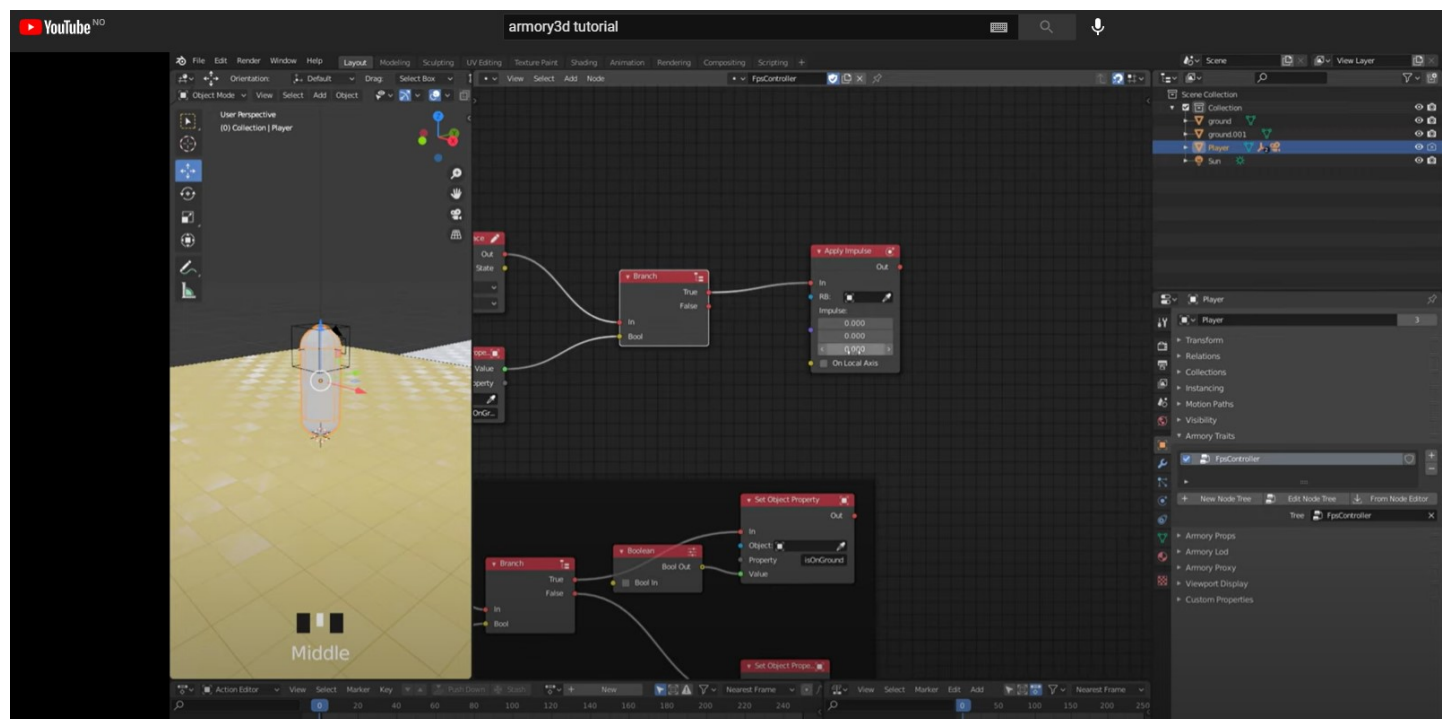 YouTube NO
armory3d tutorial
File Edit Render Window Help Layout Modeling Sculpting UV Editing Texture Paint Shading Animation Rendering Compositing Scripting +
Scene View Layer
Orientation: Default Drag: Select Box View Select Add Node FpsController
Object Mode View Select Add Object
User Perspective
(0) Collection | Player
Scene Collection
Collection
ground
ground.001
Player
Sun
Out
State
Value
OnGr...
Branch
True
False
In
Bool
Apply Impulse
Out
In
RB:
Impulse:
0.000
0.000
0.000
On Local Axis
Branch
True
False
In
Bool
Boolean
Bool Out
Bool In
Set Object Property
Out
In
Object:
Property isOnGround
Value
Set Object Prope...
Middle
Player
Player 3
Transform
Relations
Collections
Instancing
Motion Paths
Visibility
Armory Traits
FpsController
+ New Node Tree Edit Node Tree From Node Editor
Tree FpsController
Armory Props
Armory Lod
Armory Proxy
Viewport Display
Custom Properties
Action Editor View Select Marker Key Push Down Stash + New Nearest Frame View Select Marker Edit Add Nearest Frame
0 20 40 60 80 100 120 140 160 180 200 220 240 0 50 100 150 200 250